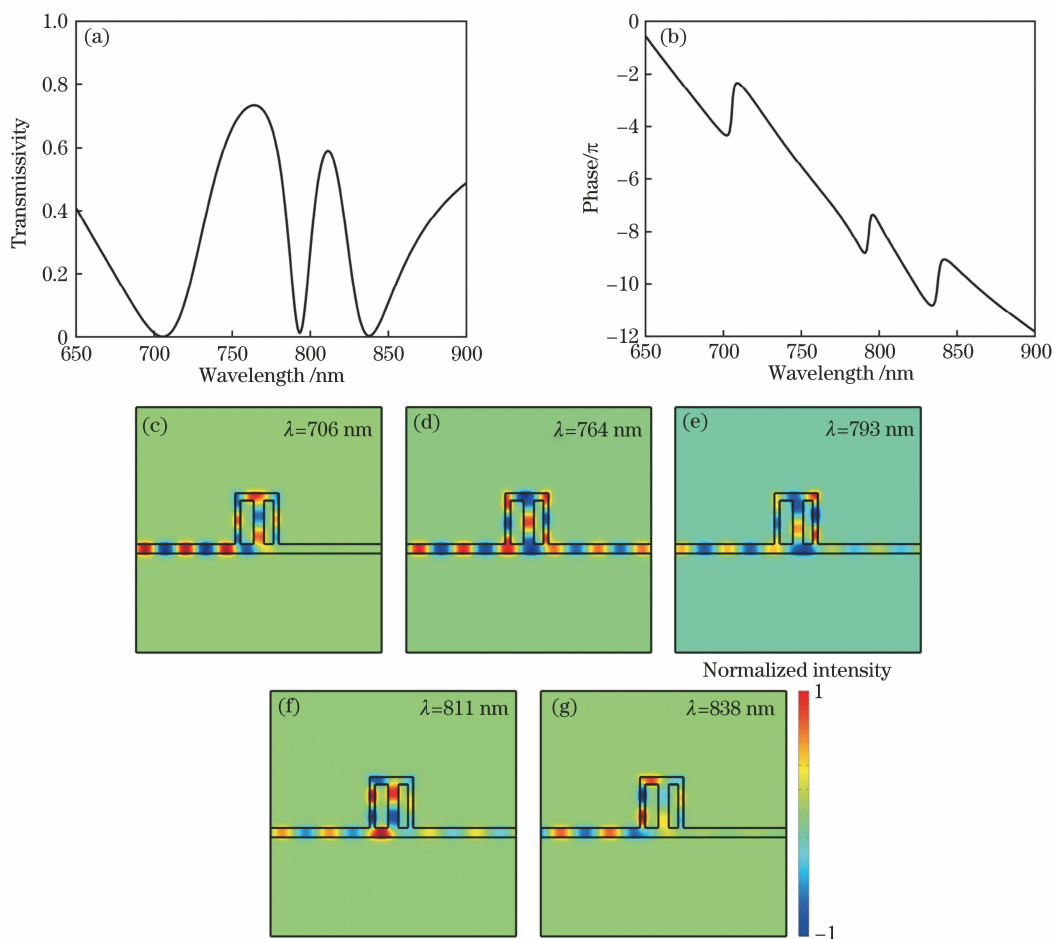 (a)
1.0
0.8
0.6
0.4
0.2
0
650 700 750 800 850 900
Transmissivity
Wavelength /nm
(b)
0
−2
−4
−6
−8
−10
−12
650 700 750 800 850 900
Phase/π
Wavelength /nm
(c) λ=706 nm
(d) λ=764 nm
(e) λ=793 nm
(f) λ=811 nm
(g) λ=838 nm
Normalized intensity
1
−1